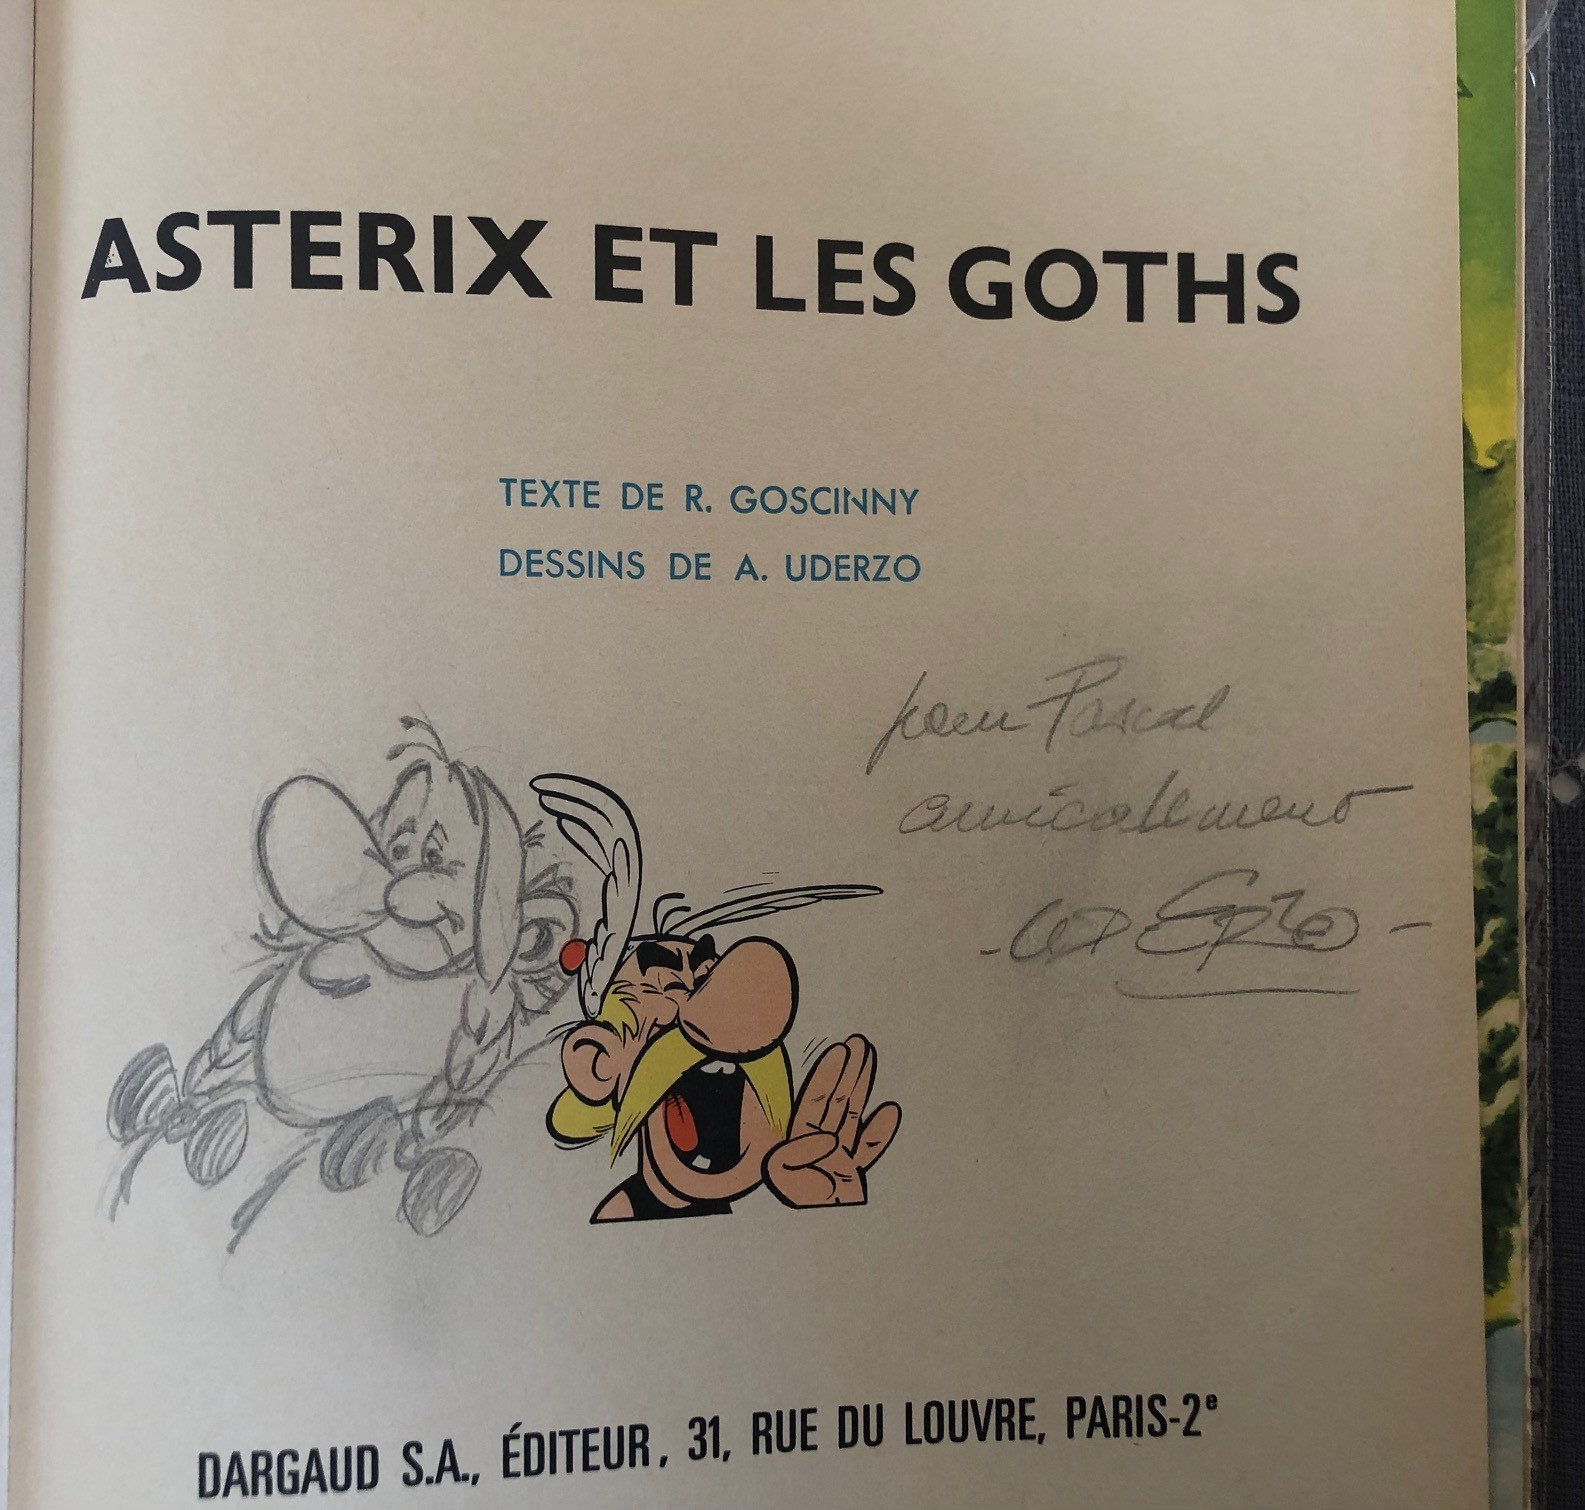 ASTERIX ET LES GOTHS
TEXTE DE R. GOSCINNY
DESSINS DE A. UDERZO
pour Pascal
amicalement
- UDERZO -
DARGAUD S.A., ÉDITEUR, 31, RUE DU LOUVRE, PARIS-2e